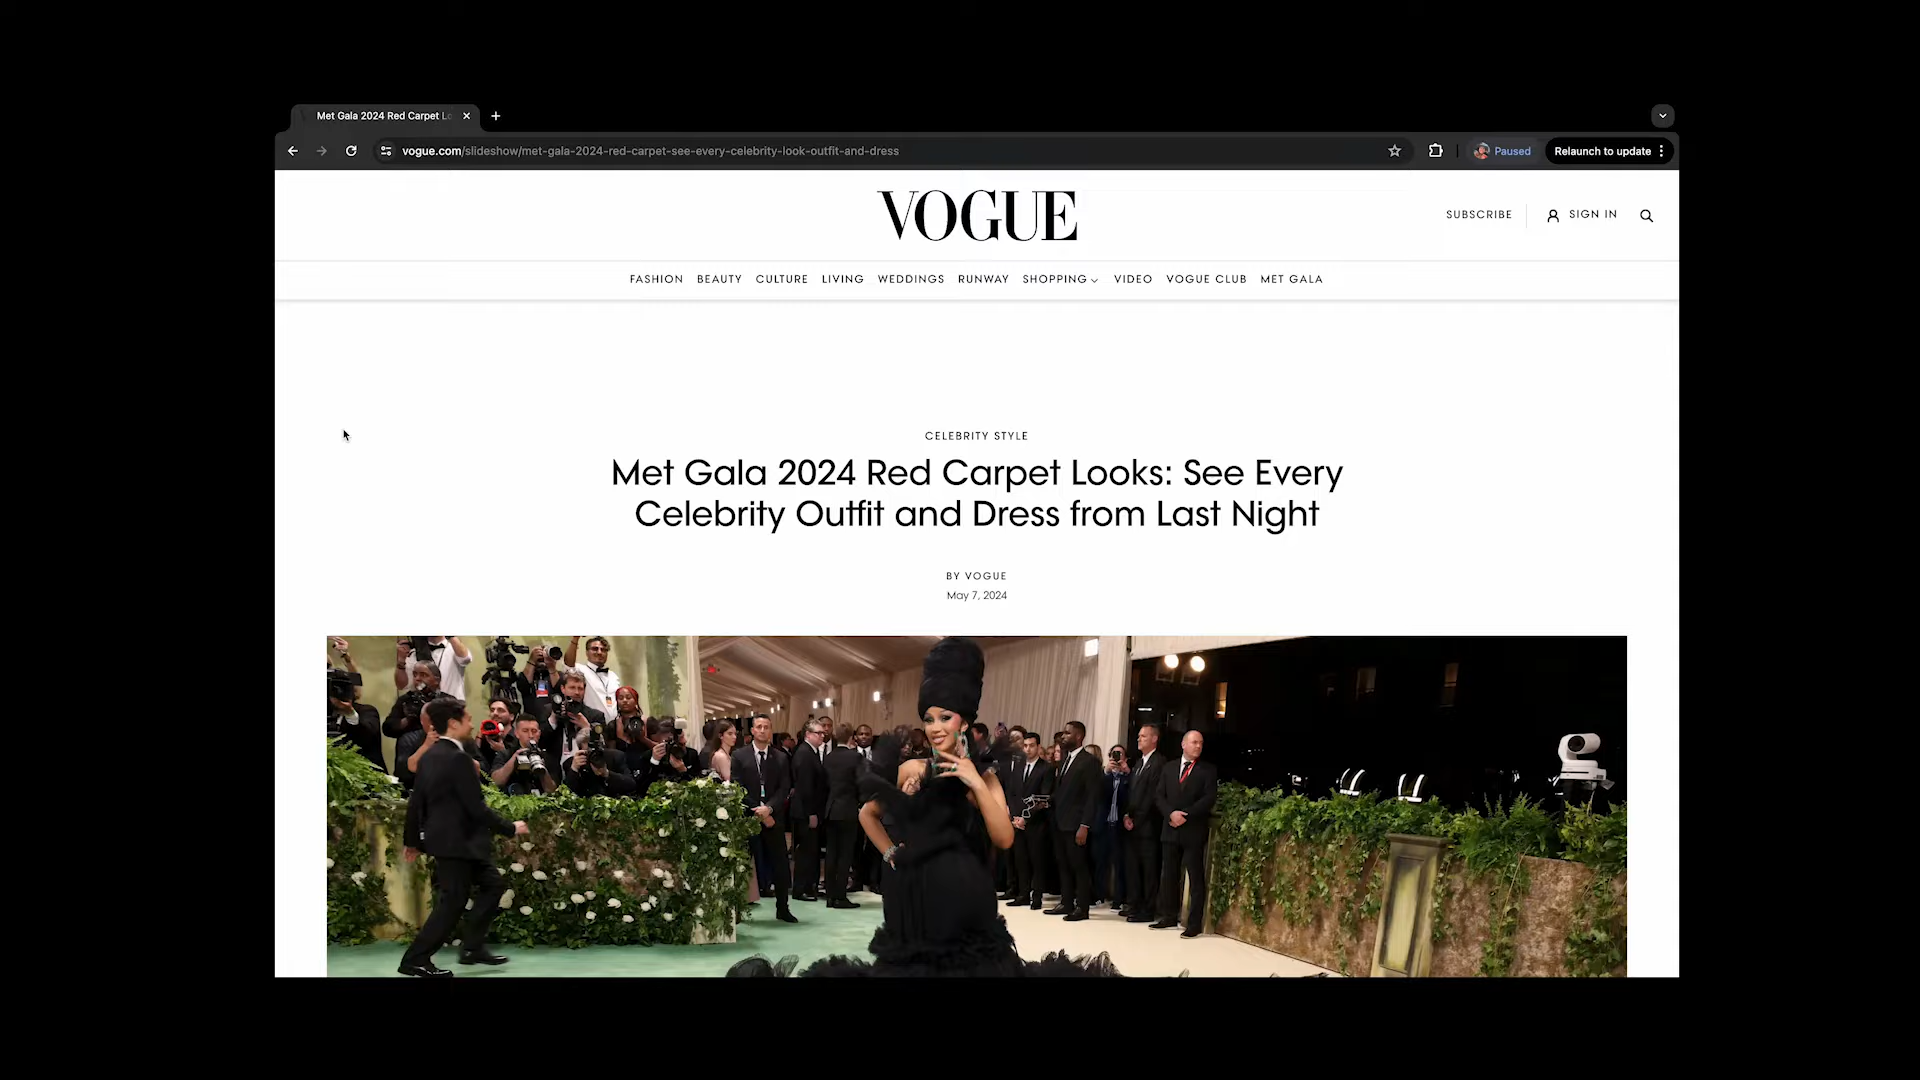 Met Gala 2024 Red Carpet Lo
vogue.com/slideshow/met-gala-2024-red-carpet-see-every-celebrity-look-outfit-and-dress
Paused
Relaunch to update
VOGUE
SUBSCRIBE
SIGN IN
FASHION BEAUTY CULTURE LIVING WEDDINGS RUNWAY SHOPPING VIDEO VOGUE CLUB MET GALA
CELEBRITY STYLE
Met Gala 2024 Red Carpet Looks: See Every
Celebrity Outfit and Dress from Last Night
BY VOGUE
May 7, 2024